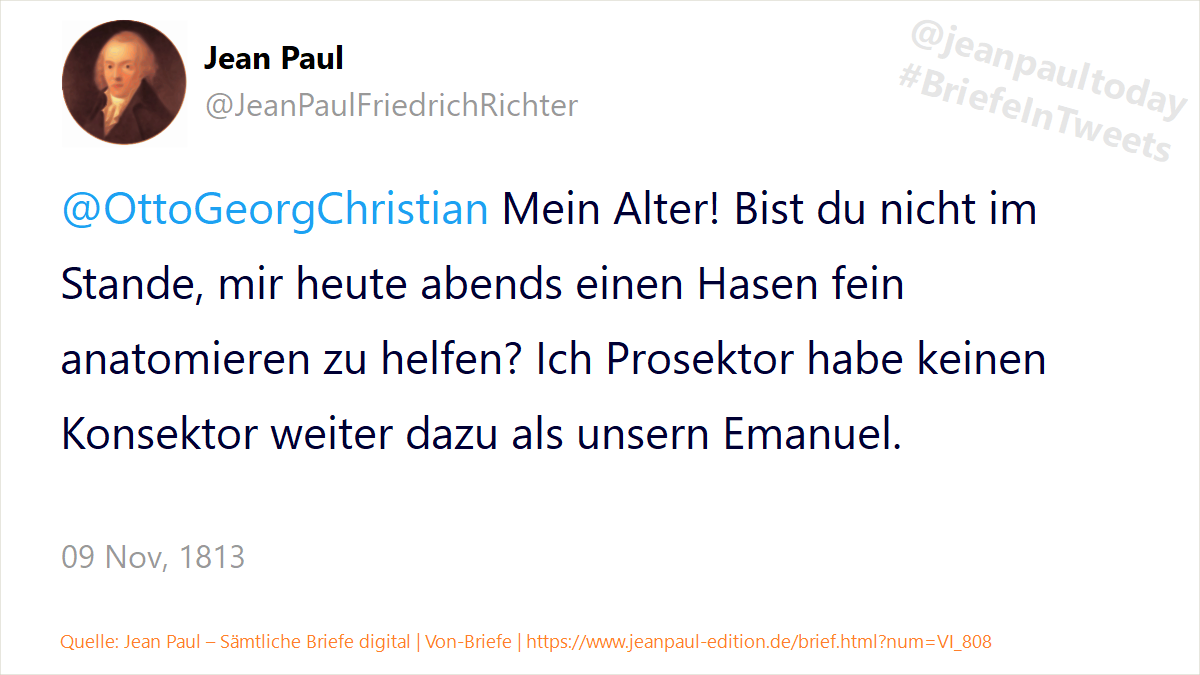 Jean Paul
@JeanPaulFriedrichRichter
@jeanpaultoday
#BriefeInTweets
@OttoGeorgChristian Mein Alter! Bist du nicht im
Stande, mir heute abends einen Hasen fein
anatomieren zu helfen? Ich Prosektor habe keinen
Konsektor weiter dazu als unsern Emanuel.
09 Nov, 1813
Quelle: Jean Paul – Sämtliche Briefe digital | Von-Briefe | https://www.jeanpaul-edition.de/brief.html?num=VI_808